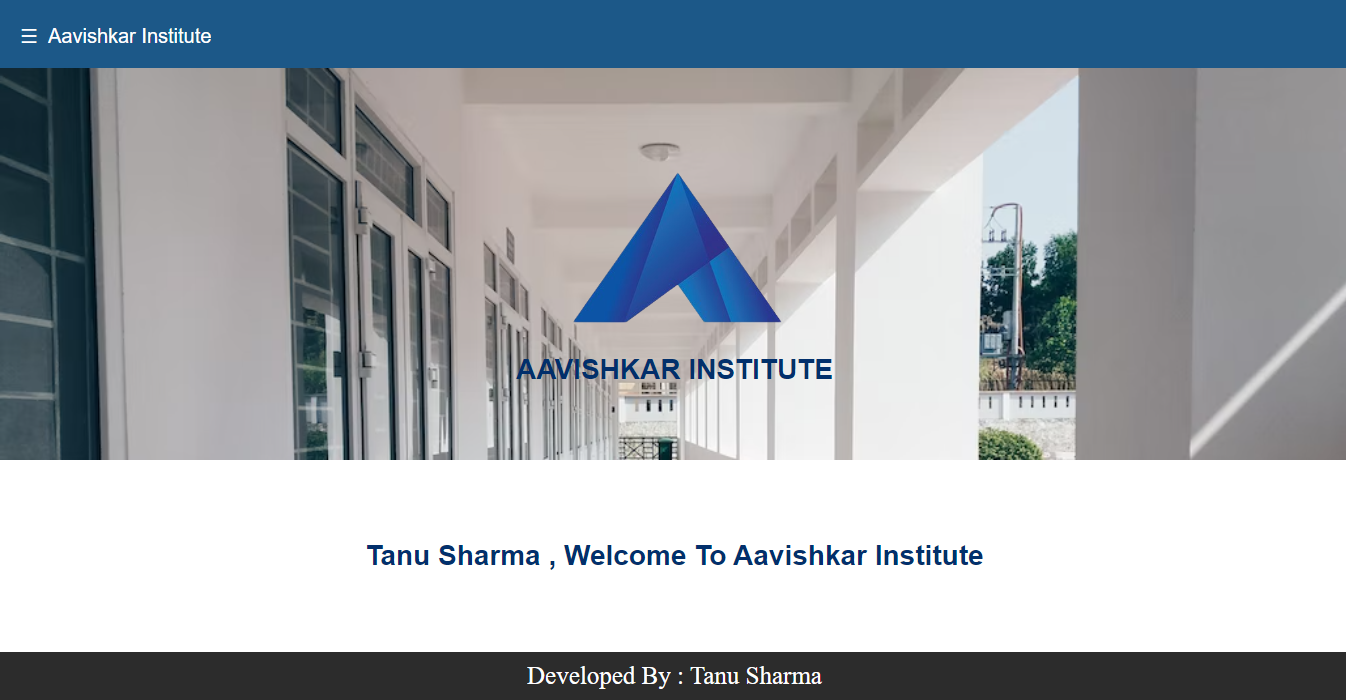 ☰ Aavishkar Institute
AAVISHKAR INSTITUTE
Tanu Sharma , Welcome To Aavishkar Institute
Developed By : Tanu Sharma